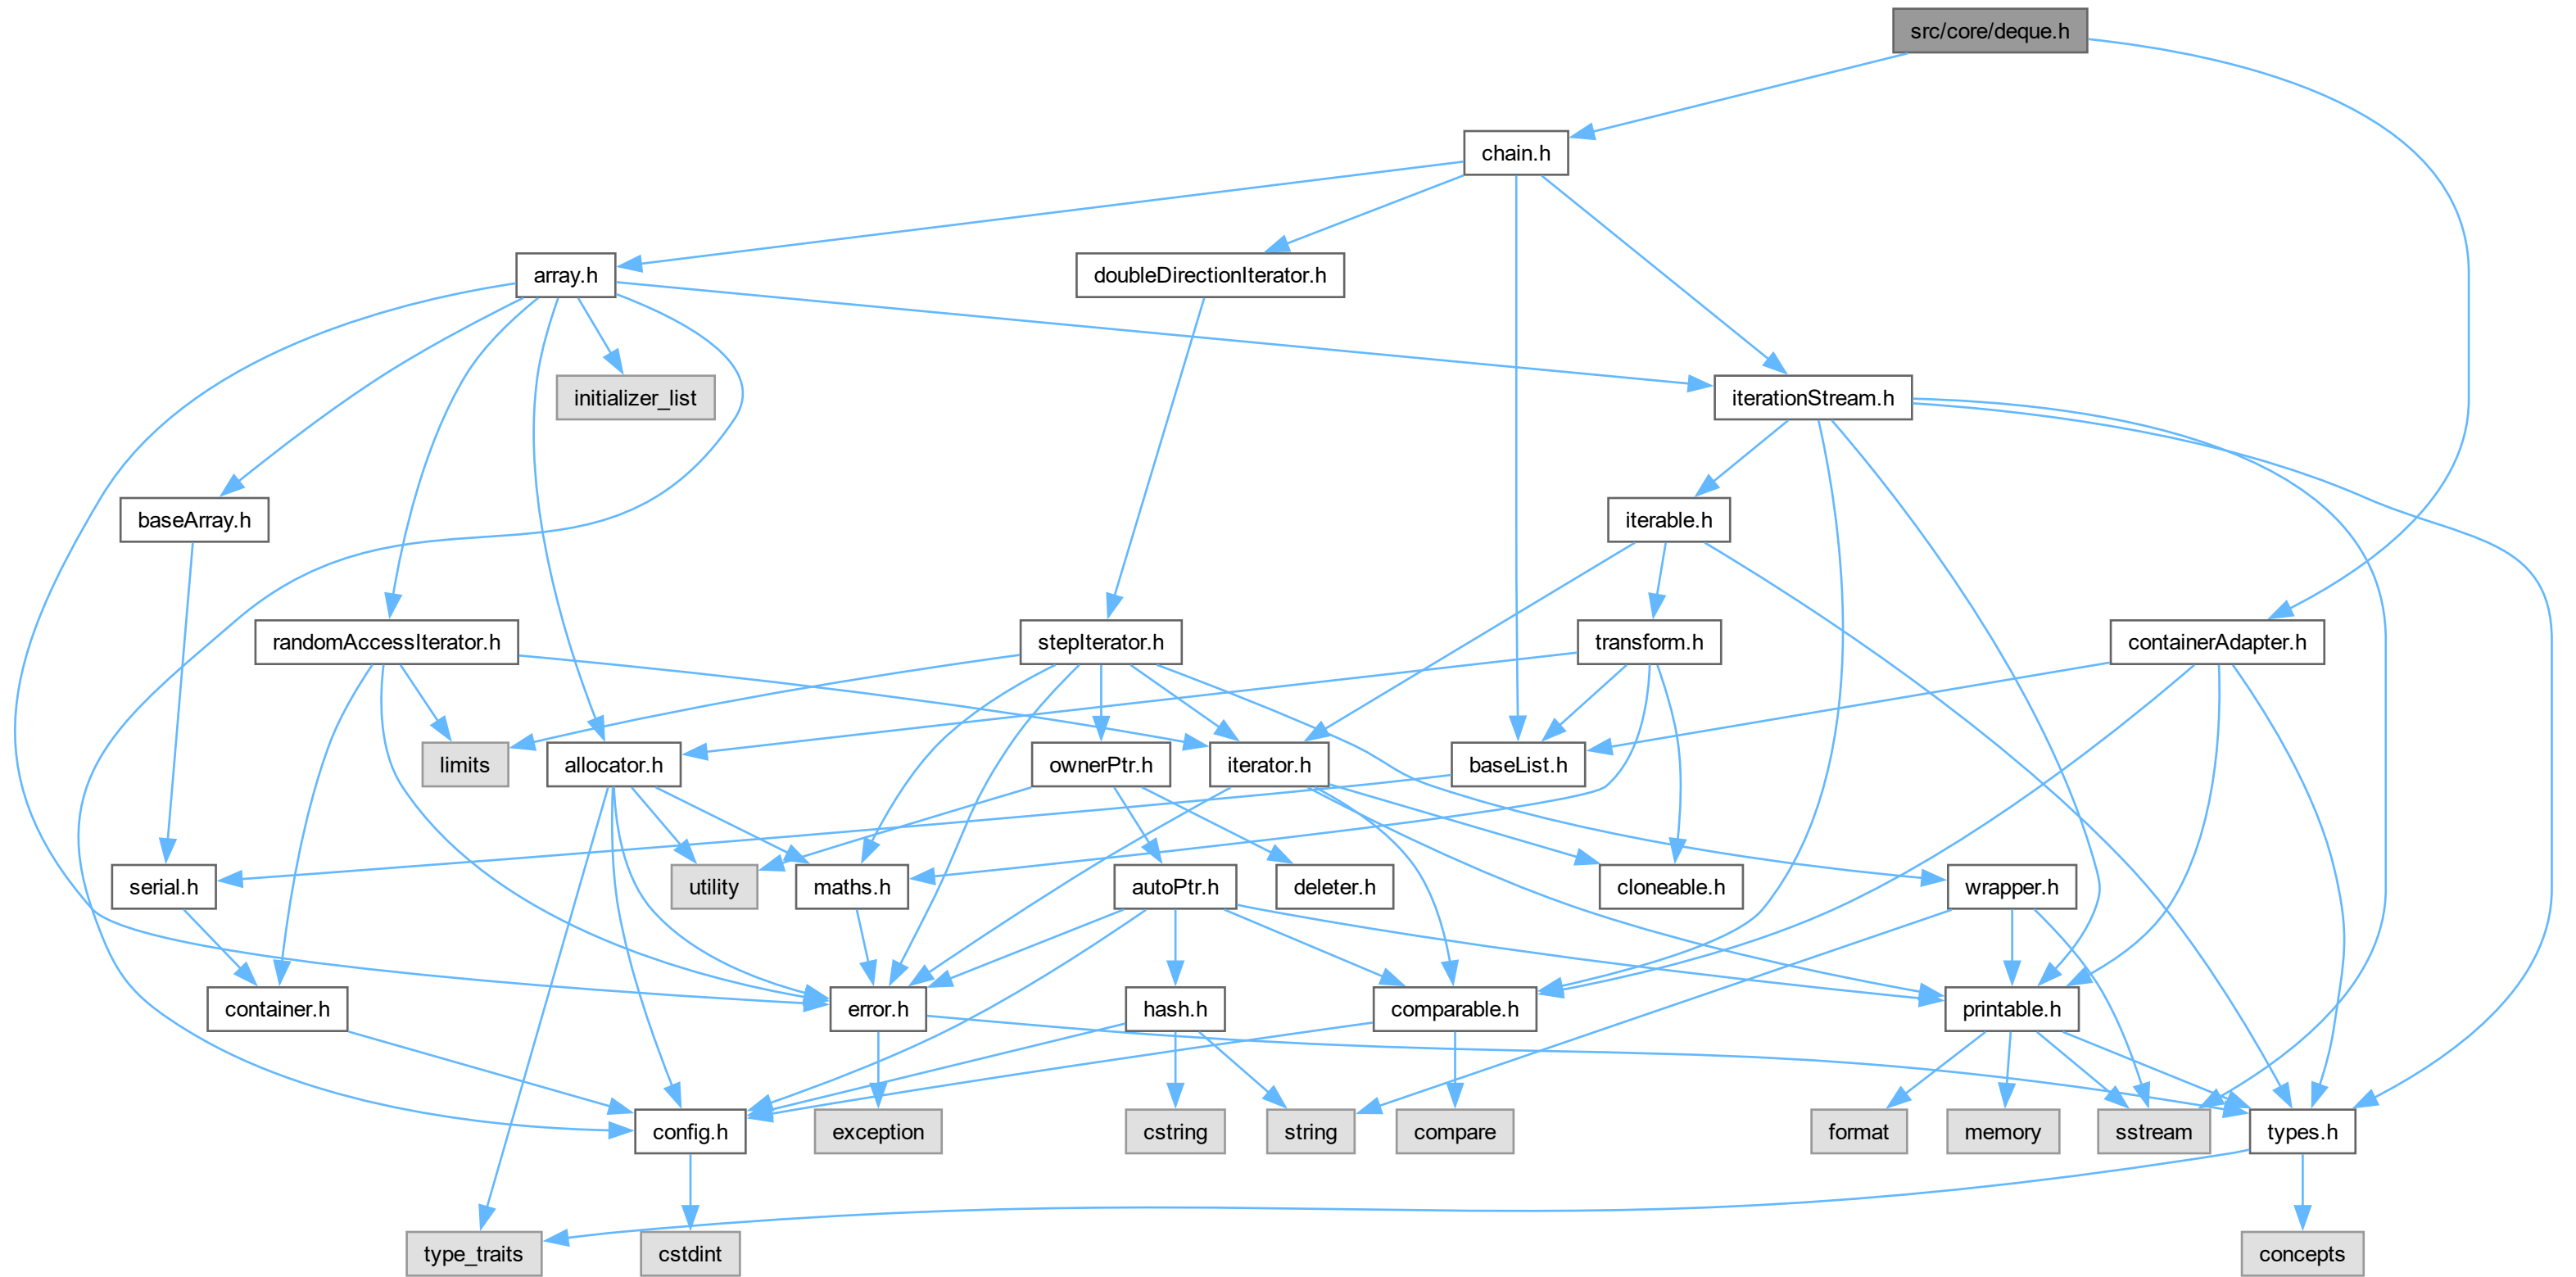 src/core/deque.h
chain.h
array.h
doubleDirectionIterator.h
initializer_list
iterationStream.h
baseArray.h
iterable.h
randomAccessIterator.h
stepIterator.h
transform.h
containerAdapter.h
limits
allocator.h
ownerPtr.h
iterator.h
baseList.h
serial.h
utility
maths.h
autoPtr.h
deleter.h
cloneable.h
wrapper.h
container.h
error.h
hash.h
comparable.h
printable.h
config.h
exception
cstring
string
compare
format
memory
sstream
types.h
type_traits
cstdint
concepts